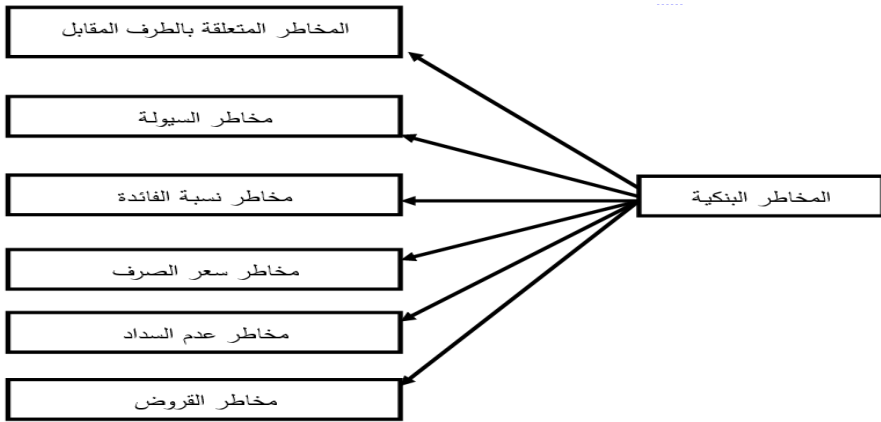 المخاطر البنكية
المخاطر المتعلقة بالطرف المقابل
مخاطر السيولة
مخاطر نسبة الفائدة
مخاطر سعر الصرف
مخاطر عدم السداد
مخاطر القروض